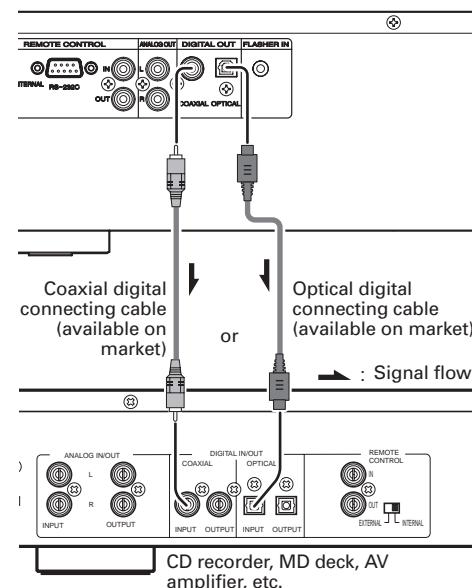 REMOTE CONTROL
ANALOG OUT
DIGITAL OUT
FLASHER IN
IN
L
TERNAL
RS-232C
OUT
R
COAXIAL OPTICAL
Coaxial digital
connecting cable
(available on
market)
or
Optical digital
connecting cable
(available on market)
: Signal flow
ANALOG IN/OUT
L
R
INPUT
OUTPUT
DIGITAL IN/OUT
COAXIAL
OPTICAL
INPUT
OUTPUT
INPUT
OUTPUT
REMOTE
CONTROL
IN
OUT
EXTERNAL
INTERNAL
CD recorder, MD deck, AV
amplifier, etc.